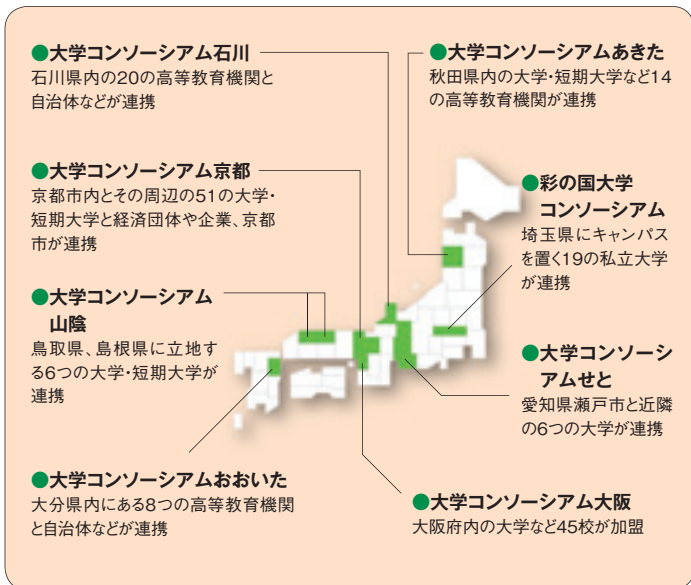 ●大学コンソーシアム石川
石川県内の20の高等教育機関と
自治体などが連携
●大学コンソーシアムあきた
秋田県内の大学・短期大学など14
の高等教育機関が連携
●大学コンソーシアム京都
京都市内とその周辺の51の大学・
短期大学と経済団体や企業、京都
市が連携
●彩の国大学
コンソーシアム
埼玉県にキャンパス
を置く19の私立大学
が連携
●大学コンソーシアム
山陰
鳥取県、島根県に立地す
る6つの大学・短期大学が
連携
●大学コンソーシ
アムせと
愛知県瀬戸市と近隣
の6つの大学が連携
●大学コンソーシアムおおいた
大分県内にある8つの高等教育機関
と自治体などが連携
●大学コンソーシアム大阪
大阪府内の大学など45校が加盟